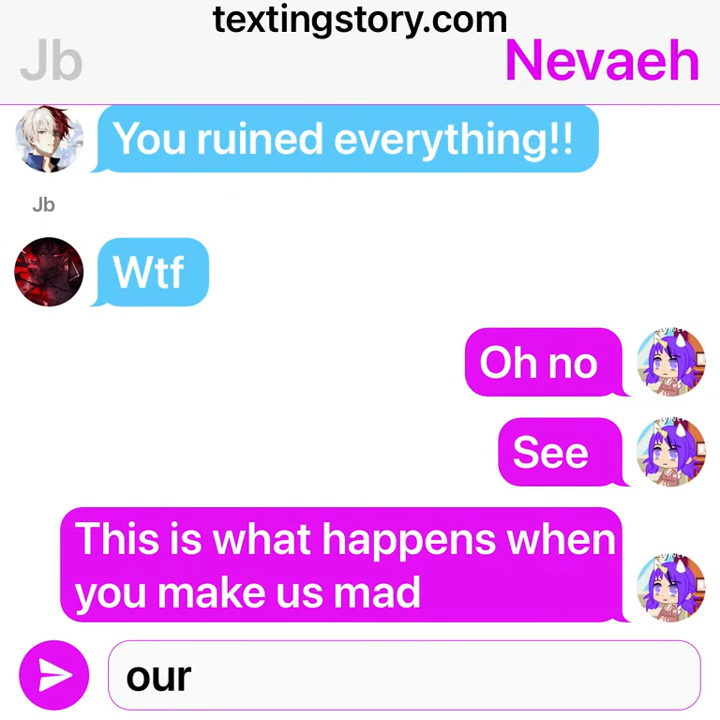 textingstory.com
Jb
Nevaeh
You ruined everything!!
Jb
Wtf
Oh no
See
This is what happens when
you make us mad
our